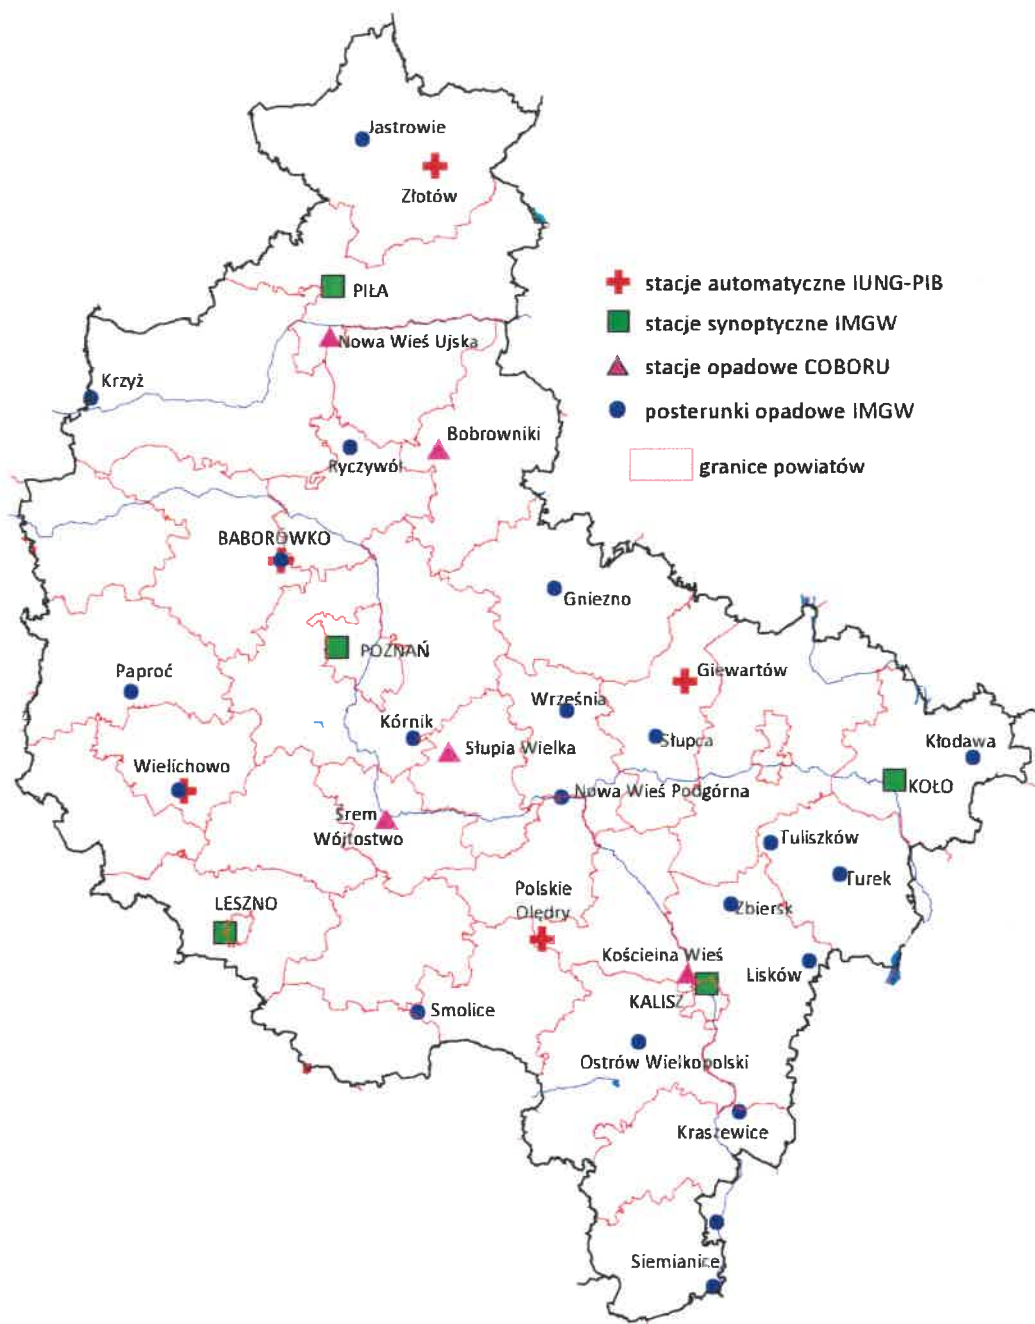 Jastrowie
Złotów
PIŁA
Nowa Wieś Ujska
Krzyż
Bobrowniki
Ryczywół
stacje automatyczne IUNG-PIB
stacje synoptyczne IMGW
stacje opadowe COBORU
posterunki opadowe IMGW
granice powiatów
BABORÓWKO
Gniezno
POZNAŃ
Giewartów
Paproć
Września
Kórnik
Słupca
Słupia Wielka
Kłodawa
Wielichowo
KOŁO
Nowa Wieś Podgórna
Śrem
Wójtostwo
Tuliszków
Turek
LESZNO
Polskie
Olędry
Zbiersk
Kościelna Wieś
Lisków
KALISZ
Smolice
Ostrów Wielkopolski
Kraszewice
Siemianice